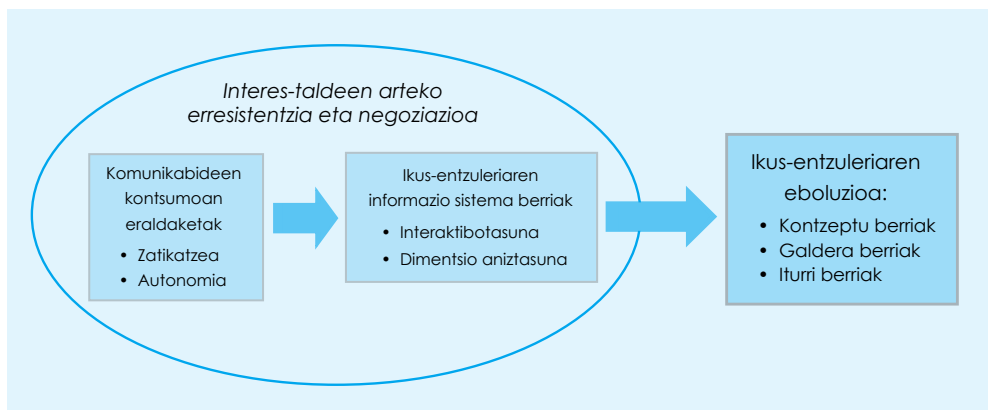 Interes-taldeen arteko
erresistentzia eta negoziazioa
Komunikabideen
kontsumoan
eraldaketak
• Zatikatzea
• Autonomia
Ikus-entzuleriaren
informazio sistema berriak
• Interaktibotasuna
• Dimentsio aniztasuna
Ikus-entzuleriaren
eboluzioa:
• Kontzeptu berriak
• Galdera berriak
• Iturri berriak